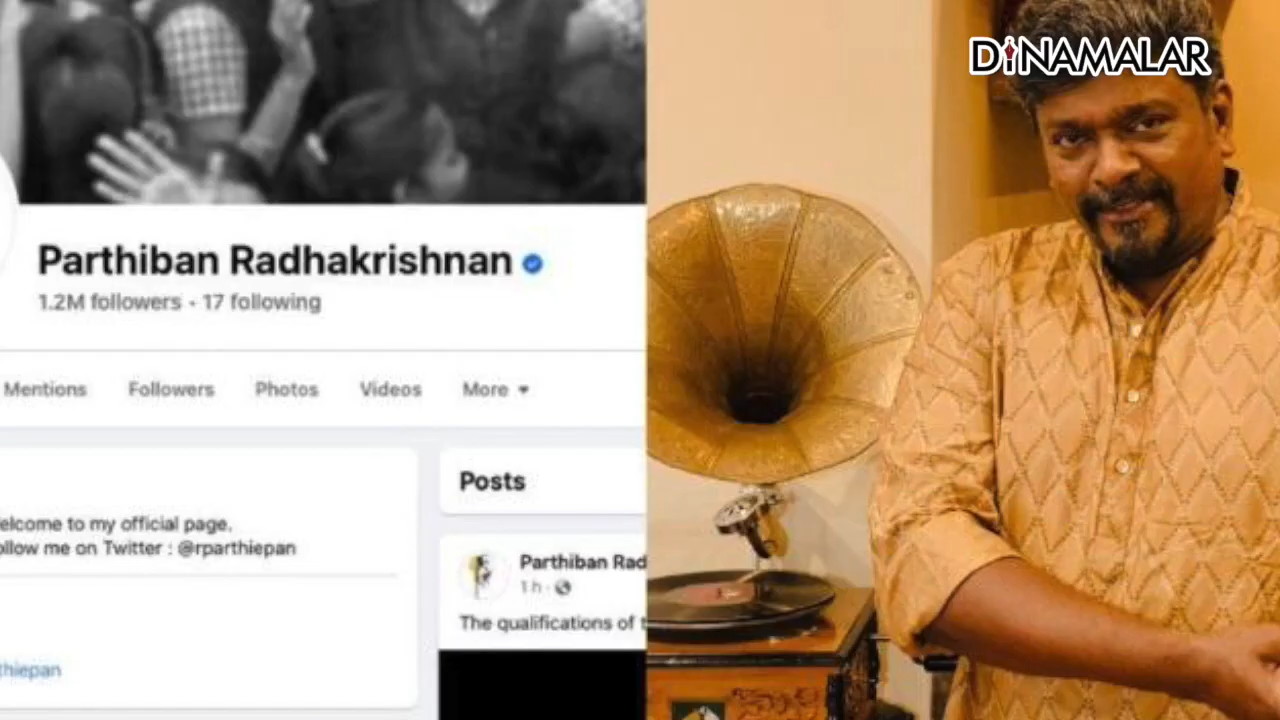 DINAMALAR
Parthiban Radhakrishnan
1.2M followers • 17 following
Mentions Followers Photos Videos More
elcome to my official page.
ollow me on Twitter : @rparthiepan
thiepan
Posts
Parthiban Rad
1 h
The qualifications of t